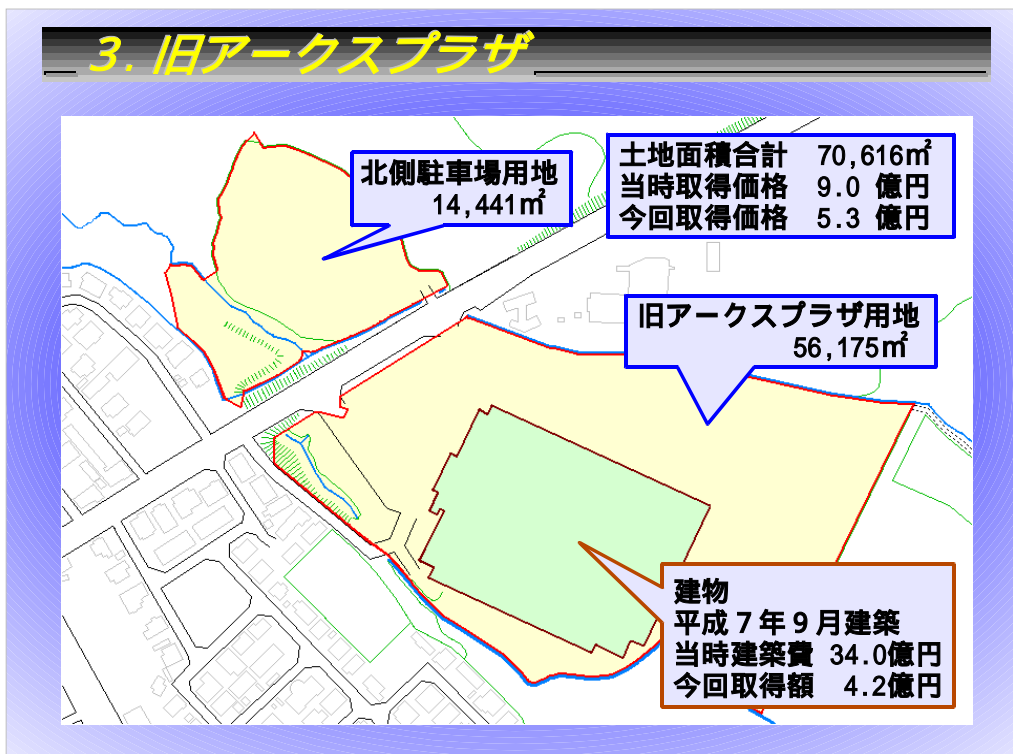 3. 旧アークスプラザ
北側駐車場用地
14,441㎡
土地面積合計 70,616㎡
当時取得価格 9.0 億円
今回取得価格 5.3 億円
旧アークスプラザ用地
56,175㎡
建物
平成7年9月建築
当時建築費 34.0億円
今回取得額 4.2億円